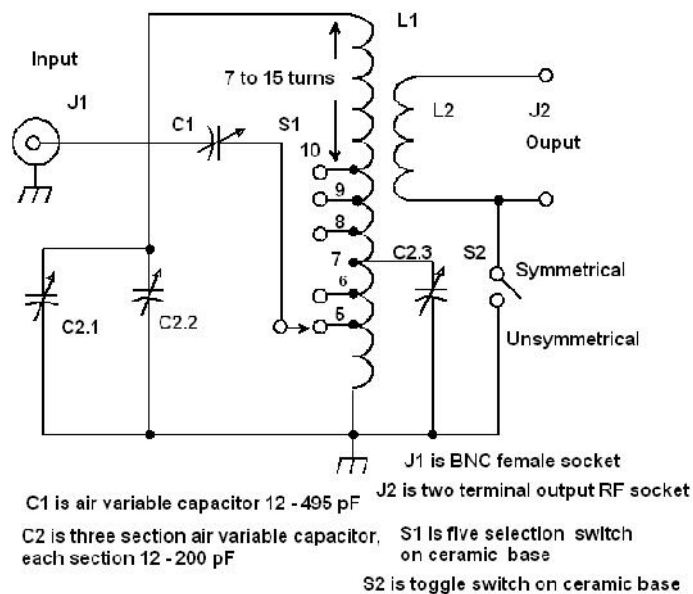 L1
Input
7 to 15 turns
J1
L2
J2
C1
S1
Ouput
10
9
8
S2
7
C2.3
Symmetrical
6
C2.1
C2.2
5
Unsymmetrical
J1 is BNC female socket
C1 is air variable capacitor 12 - 495 pF
J2 is two terminal output RF socket
C2 is three section air variable capacitor,
each section 12 - 200 pF
S1 is five selection switch
on ceramic base
S2 is toggle switch on ceramic base